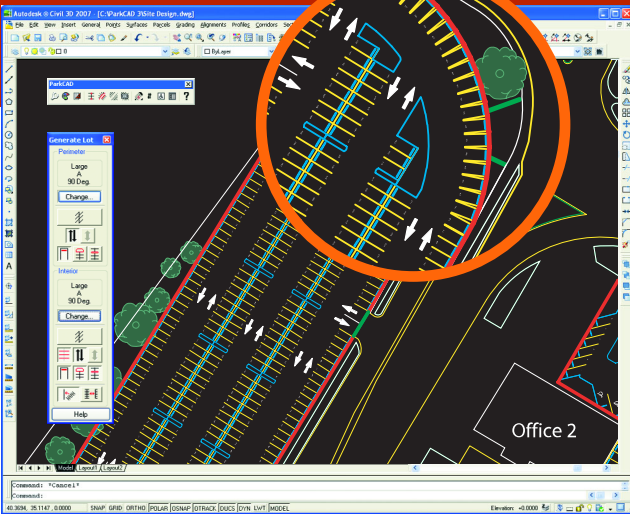 Autodesk ® Civil 3D 2007 - [C:\ParkCAD 3\Site Design.dwg]
File Edit View Insert General Points Surfaces Parcels Grading Alignments Profiles Corridors Sect
0
ByLayer
ParkCAD
# A ?
Generate Lot
Perimeter
Large
A
90 Deg.
Change...
Interior
Large
A
90 Deg.
Change...
Help
A
Office 2
Model Layout1 Layout2
Command: *Cancel*
Command:
40.3694, 35.1147, 0.0000 SNAP GRID ORTHO POLAR OSNAP OTRACK DUCS DYN LWT MODEL Elevation: +0.0000